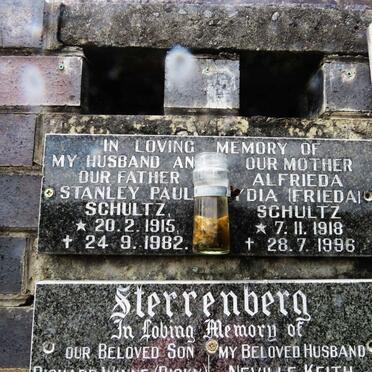 IN LOVING MEMORY OF
MY HUSBAND AN OUR MOTHER
OUR FATHER ALFRIEDA
STANLEY PAUL DIA (FRIEDA)
SCHULTZ. SCHULTZ
★ 20.2.1915. ★ 7.11.1918
✝ 24.9.1982. ✝ 28.7.1996
Sterrenberg
In Loving Memory of
OUR BELOVED SON MY BELOVED HUSBAND
NEVILLE KEITH